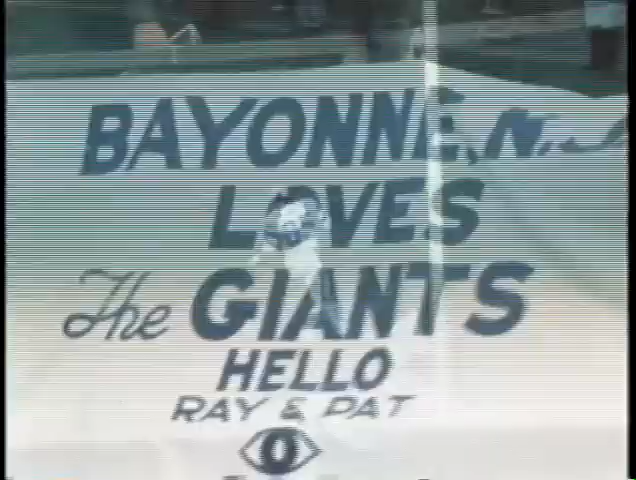 BAYONNE, N.J.
LOVES
The GIANTS
HELLO
RAY & PAT